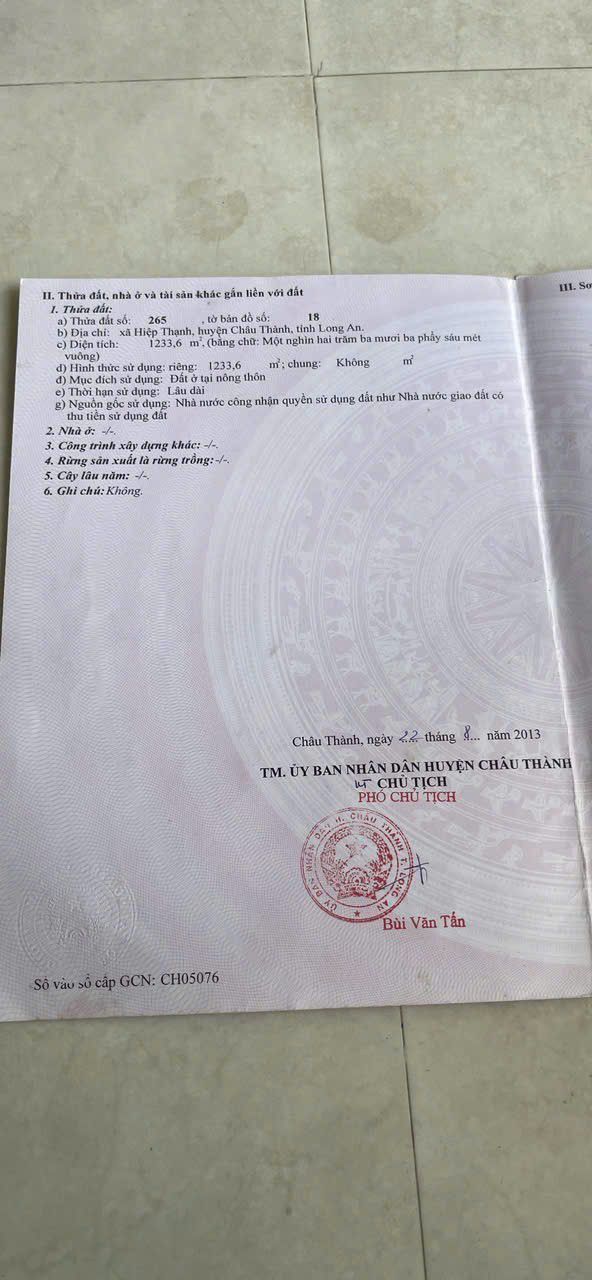 II. Thửa đất, nhà ở và tài sản khác gắn liền với đất
1. Thửa đất:
a) Thửa đất số: 265 , tờ bản đồ số: 18
b) Địa chỉ: xã Hiệp Thạnh, huyện Châu Thành, tỉnh Long An.
c) Diện tích: 1233,6 m², (bằng chữ: Một nghìn hai trăm ba mươi ba phẩy sáu mét
vuông)
d) Hình thức sử dụng: riêng: 1233,6 m²; chung: Không m²
đ) Mục đích sử dụng: Đất ở tại nông thôn
e) Thời hạn sử dụng: Lâu dài
g) Nguồn gốc sử dụng: Nhà nước công nhận quyền sử dụng đất như Nhà nước giao đất có
thu tiền sử dụng đất
2. Nhà ở: -/-.
3. Công trình xây dựng khác: -/-.
4. Rừng sản xuất là rừng trồng: -/-.
5. Cây lâu năm: -/-.
6. Ghi chú: Không.
III. Sơ
Châu Thành, ngày 22 tháng 8 năm 2013
TM. ỦY BAN NHÂN DÂN HUYỆN CHÂU THÀNH
KT CHỦ TỊCH
PHÓ CHỦ TỊCH
ỦY BAN NHÂN DÂN H. CHÂU THÀNH T. LONG AN
Bùi Văn Tấn
Số vào sổ cấp GCN: CH05076